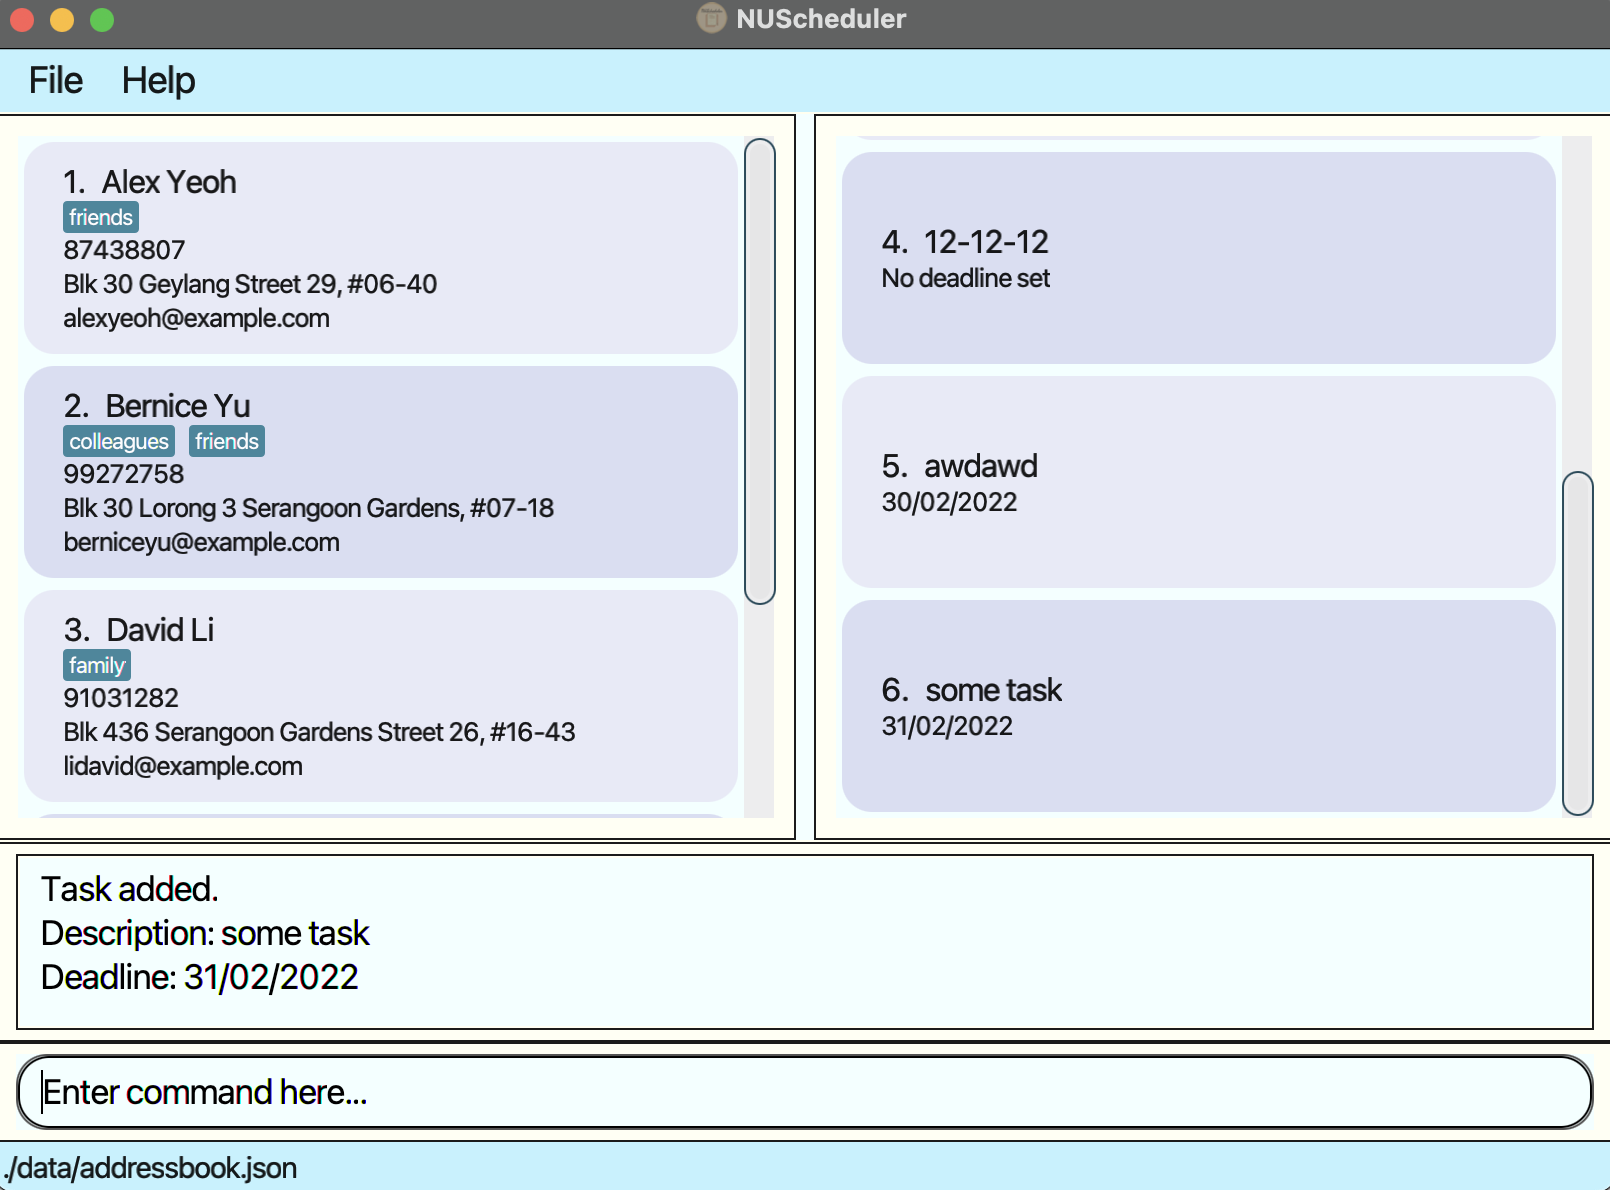 NUScheduler
File Help
1. Alex Yeoh
friends
87438807
Blk 30 Geylang Street 29, #06-40
alexyeoh@example.com
2. Bernice Yu
colleagues friends
99272758
Blk 30 Lorong 3 Serangoon Gardens, #07-18
berniceyu@example.com
3. David Li
family
91031282
Blk 436 Serangoon Gardens Street 26, #16-43
lidavid@example.com
4. 12-12-12
No deadline set
5. awdawd
30/02/2022
6. some task
31/02/2022
Task added.
Description: some task
Deadline: 31/02/2022
Enter command here...
./data/addressbook.json